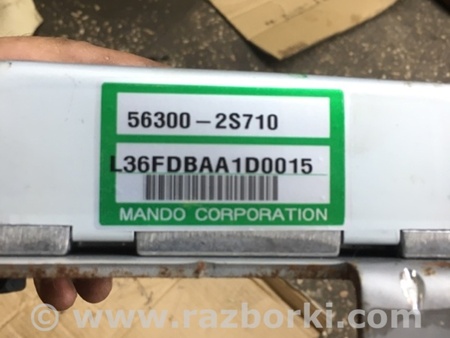 56300-2S710
L36FDBAA1D0015
MANDO CORPORATION
www.razborki.com